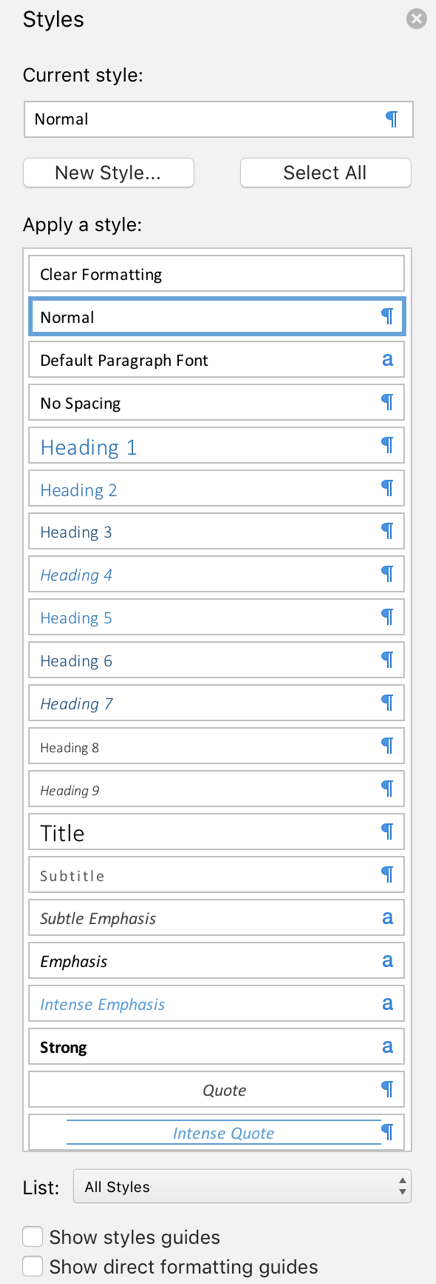 Styles
Current style:
Normal ¶
New Style... Select All
Apply a style:
Clear Formatting
Normal ¶
Default Paragraph Font a
No Spacing ¶
Heading 1 ¶
Heading 2 ¶
Heading 3 ¶
Heading 4 ¶
Heading 5 ¶
Heading 6 ¶
Heading 7 ¶
Heading 8 ¶
Heading 9 ¶
Title ¶
Subtitle ¶
Subtle Emphasis a
Emphasis a
Intense Emphasis a
Strong a
Quote ¶
Intense Quote ¶
List: All Styles
Show styles guides
Show direct formatting guides